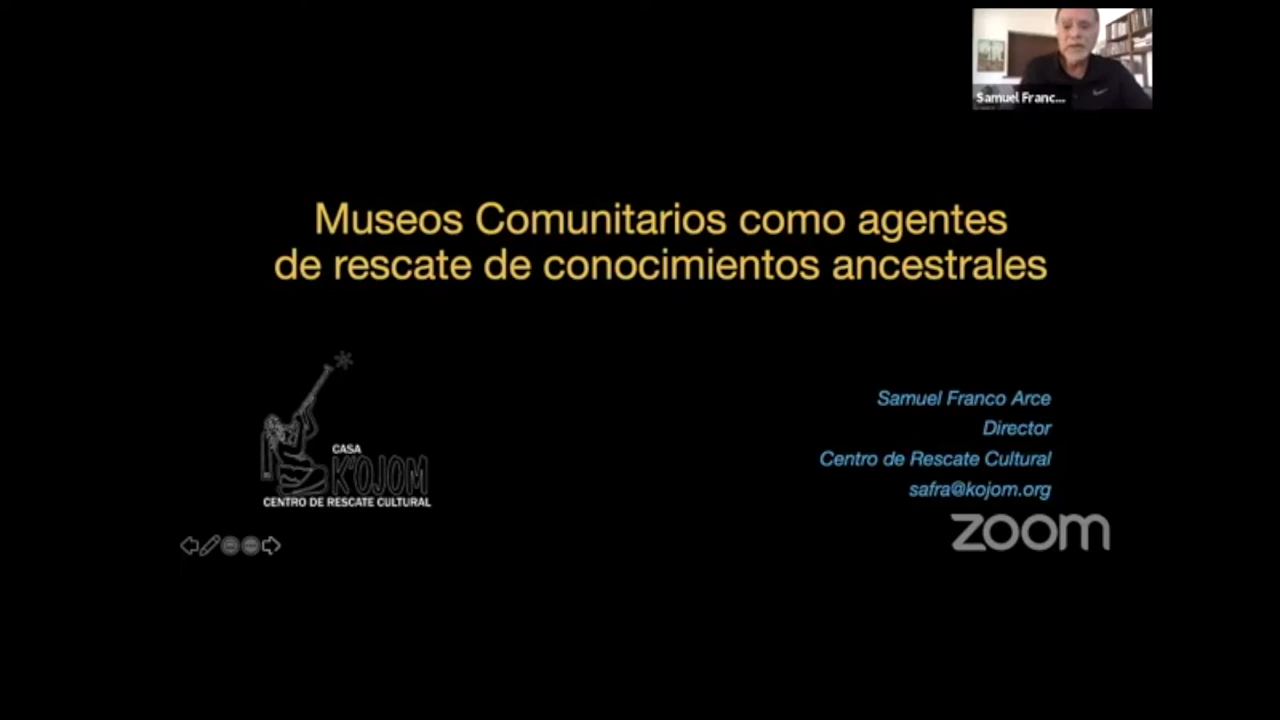 Samuel Franc...
Museos Comunitarios como agentes
de rescate de conocimientos ancestrales
CASA
K'OJOM
CENTRO DE RESCATE CULTURAL
Samuel Franco Arce
Director
Centro de Rescate Cultural
safra@kojom.org
zoom